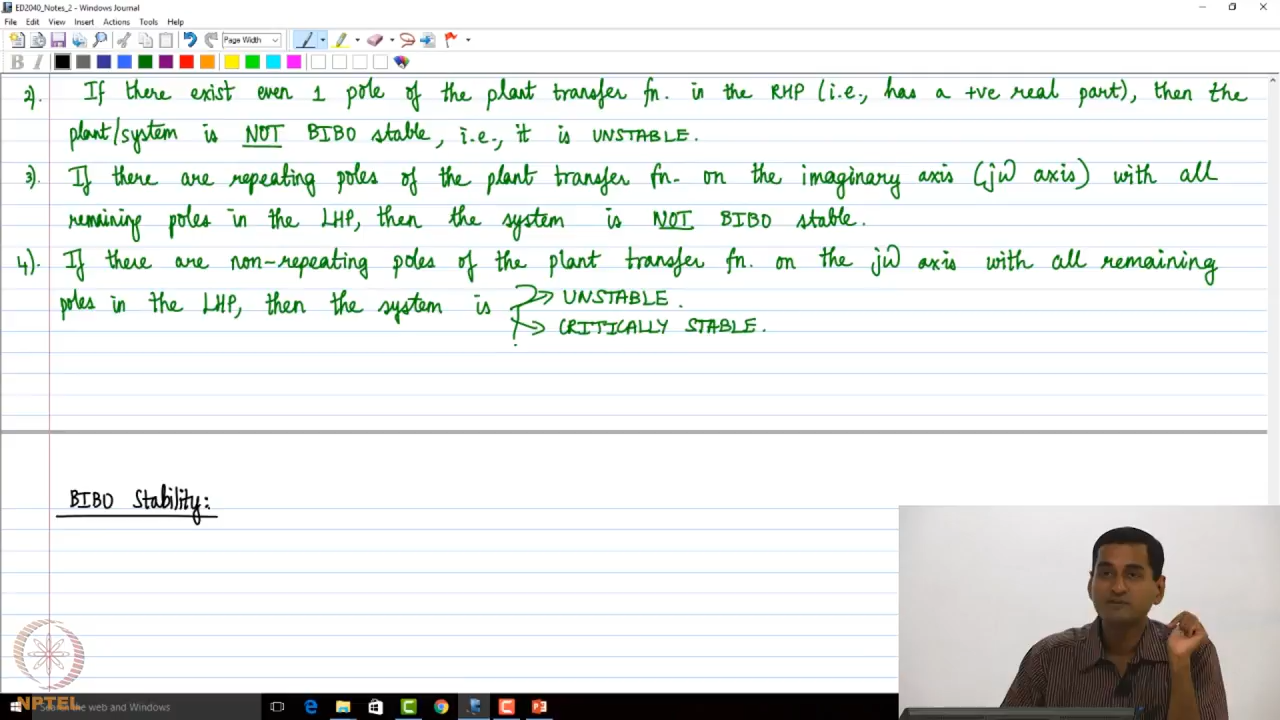 ED2040_Notes_2 - Windows Journal
File Edit View Insert Actions Tools Help
Page Width
B I
2). If there exist even 1 pole of the plant transfer fn. in the RHP (i.e., has a +ve real part), then the
plant/system is NOT BIBO stable, i.e., it is UNSTABLE.
3). If there are repeating poles of the plant transfer fn. on the imaginary axis (jω axis) with all
remaining poles in the LHP, then the system is NOT BIBO stable.
4). If there are non-repeating poles of the plant transfer fn. on the jω axis with all remaining
poles in the LHP, then the system is → UNSTABLE.
→ CRITICALLY STABLE.
BIBO Stability:
NPTEL
Search the web and Windows